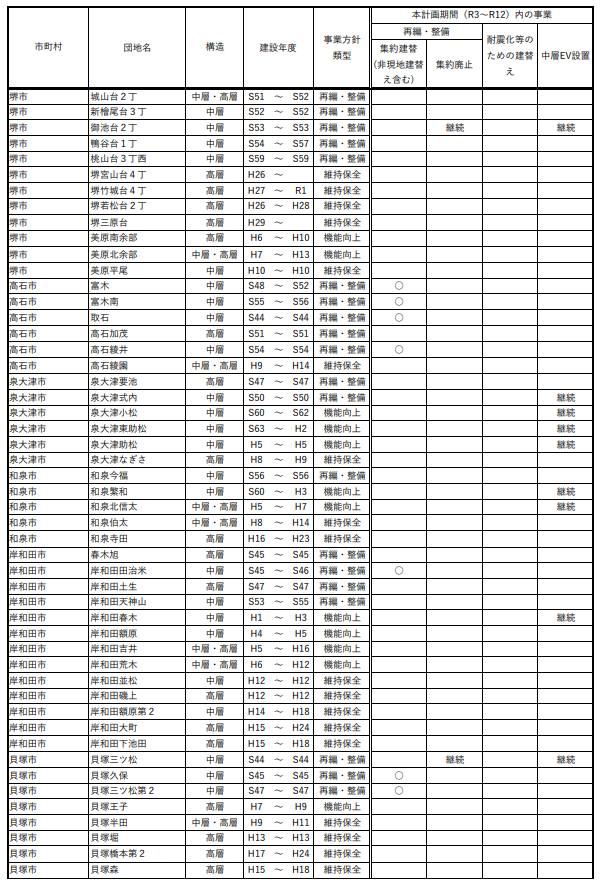 市町村 団地名 構造 建設年度 事業方針類型 本計画期間（R3～R12）内の事業
再編・整備 耐震化等のための建替え 中層EV設置
集約建替（非現地建替え含む） 集約廃止
堺市 城山台２丁 中層・高層 S51 ～ S52 再編・整備
堺市 新檜尾台３丁 中層 S52 ～ S52 再編・整備
堺市 御池台２丁 中層 S53 ～ S53 再編・整備 継続 継続
堺市 鴨谷台１丁 中層 S54 ～ S57 再編・整備
堺市 桃山台３丁西 中層 S59 ～ S59 再編・整備
堺市 堺宮山台４丁 高層 H26 ～ 維持保全
堺市 堺竹城台４丁 高層 H27 ～ R1 維持保全
堺市 堺若松台２丁 高層 H26 ～ H28 維持保全
堺市 堺三原台 高層 H29 ～ 維持保全
堺市 美原南余部 高層 H6 ～ H10 機能向上
堺市 美原北余部 中層・高層 H7 ～ H13 機能向上
堺市 美原平尾 中層 H10 ～ H10 維持保全
高石市 富木 中層 S48 ～ S52 再編・整備 ○
高石市 富木南 中層 S55 ～ S56 再編・整備 ○
高石市 取石 中層 S44 ～ S44 再編・整備 ○
高石市 高石加茂 高層 S51 ～ S51 再編・整備
高石市 高石綾井 中層 S54 ～ S54 再編・整備 ○
高石市 高石綾園 中層・高層 H9 ～ H14 維持保全
泉大津市 泉大津要池 高層 S47 ～ S47 再編・整備
泉大津市 泉大津式内 中層 S50 ～ S50 再編・整備 継続
泉大津市 泉大津小松 中層 S60 ～ S62 機能向上 継続
泉大津市 泉大津東助松 中層 S63 ～ H2 機能向上 継続
泉大津市 泉大津助松 中層 H5 ～ H5 機能向上 継続
泉大津市 泉大津なぎさ 高層 H8 ～ H9 維持保全
和泉市 和泉今福 中層 S56 ～ S56 再編・整備
和泉市 和泉繁和 中層 S60 ～ H3 機能向上 継続
和泉市 和泉北信太 中層・高層 H5 ～ H7 機能向上 継続
和泉市 和泉伯太 中層・高層 H8 ～ H14 維持保全
和泉市 和泉寺田 高層 H16 ～ H23 維持保全
岸和田市 春木旭 高層 S45 ～ S45 再編・整備
岸和田市 岸和田田治米 中層 S45 ～ S46 再編・整備 ○
岸和田市 岸和田土生 高層 S47 ～ S47 再編・整備
岸和田市 岸和田天神山 中層 S53 ～ S55 再編・整備
岸和田市 岸和田春木 中層 H1 ～ H3 機能向上 継続
岸和田市 岸和田額原 中層 H4 ～ H5 機能向上
岸和田市 岸和田吉井 中層・高層 H5 ～ H16 機能向上
岸和田市 岸和田荒木 中層・高層 H6 ～ H12 機能向上
岸和田市 岸和田並松 中層 H12 ～ H12 維持保全
岸和田市 岸和田磯上 高層 H12 ～ H12 維持保全
岸和田市 岸和田額原第２ 中層 H14 ～ H18 維持保全
岸和田市 岸和田大町 高層 H15 ～ H24 維持保全
岸和田市 岸和田下池田 高層 H15 ～ H18 維持保全
貝塚市 貝塚三ツ松 中層 S44 ～ S44 再編・整備 継続 継続
貝塚市 貝塚久保 中層 S45 ～ S45 再編・整備 ○
貝塚市 貝塚三ツ松第２ 中層 S47 ～ S47 再編・整備 ○
貝塚市 貝塚王子 高層 H7 ～ H9 機能向上
貝塚市 貝塚半田 中層・高層 H9 ～ H11 維持保全
貝塚市 貝塚堀 高層 H13 ～ H13 維持保全
貝塚市 貝塚橋本第２ 高層 H17 ～ H24 維持保全
貝塚市 貝塚森 高層 H15 ～ H18 維持保全